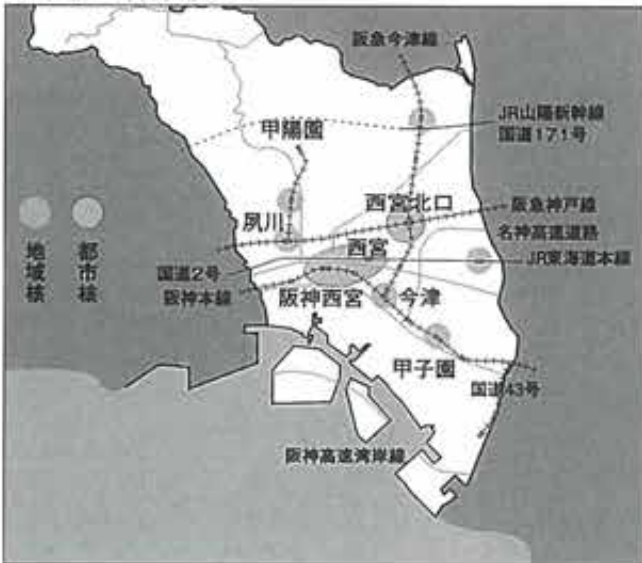 阪急今津線
JR山陽新幹線
国道171号
甲陽園
西宮北口
阪急神戸線
夙川
名神高速道路
西宮
JR東海道本線
国道2号
阪神本線
阪神西宮
今津
甲子園
国道43号
阪神高速湾岸線
地域核
都市核